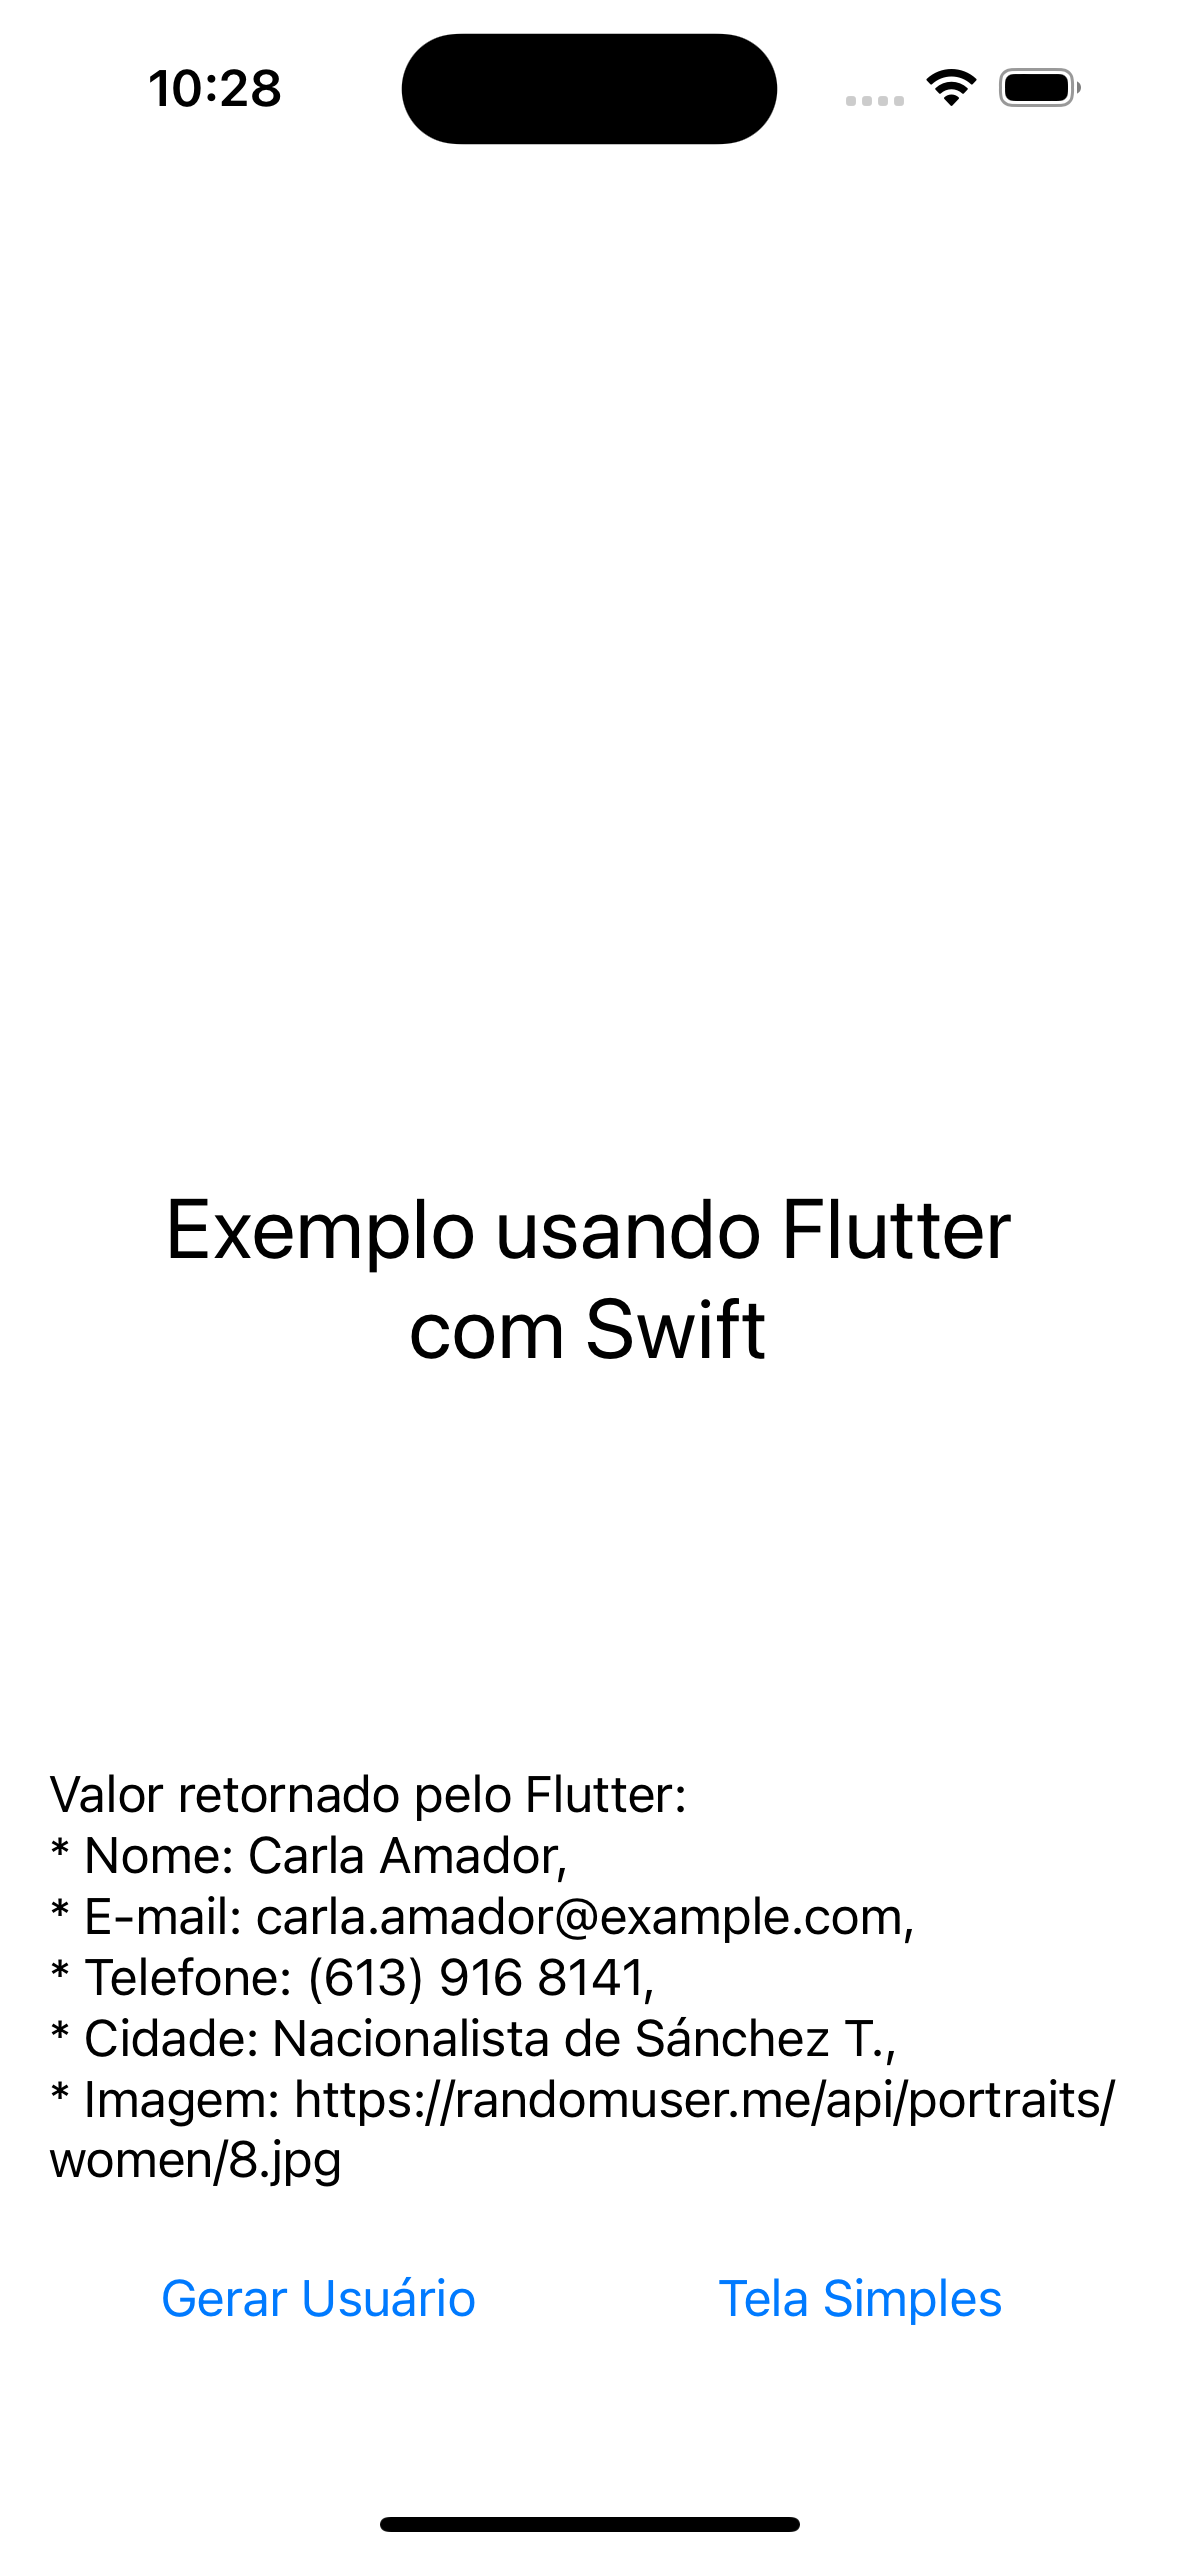 10:28
Exemplo usando Flutter
com Swift
Valor retornado pelo Flutter:
* Nome: Carla Amador,
* E-mail: carla.amador@example.com,
* Telefone: (613) 916 8141,
* Cidade: Nacionalista de Sánchez T.,
* Imagem: https://randomuser.me/api/portraits/
women/8.jpg
Gerar Usuário
Tela Simples